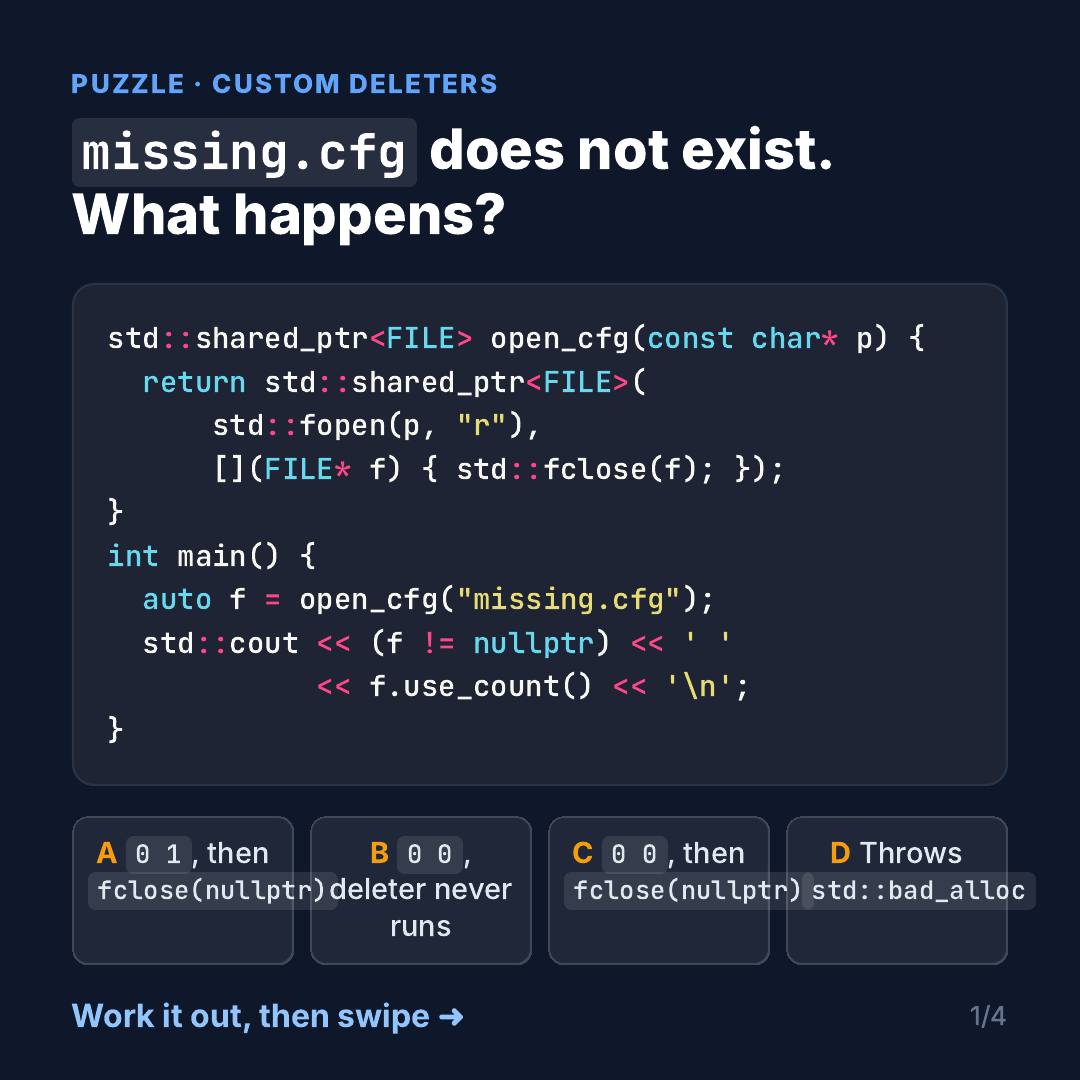 PUZZLE · CUSTOM DELETERS
missing.cfg does not exist.
What happens?
std::shared_ptr<FILE> open_cfg(const char* p) {
  return std::shared_ptr<FILE>(
      std::fopen(p, "r"),
      [](FILE* f) { std::fclose(f); });
}
int main() {
  auto f = open_cfg("missing.cfg");
  std::cout << (f != nullptr) << ' '
            << f.use_count() << '\n';
}
A 0 1, then
fclose(nullptr)
B 0 0,
deleter never
runs
C 0 0, then
fclose(nullptr)
D Throws
std::bad_alloc
Work it out, then swipe ➜
1/4